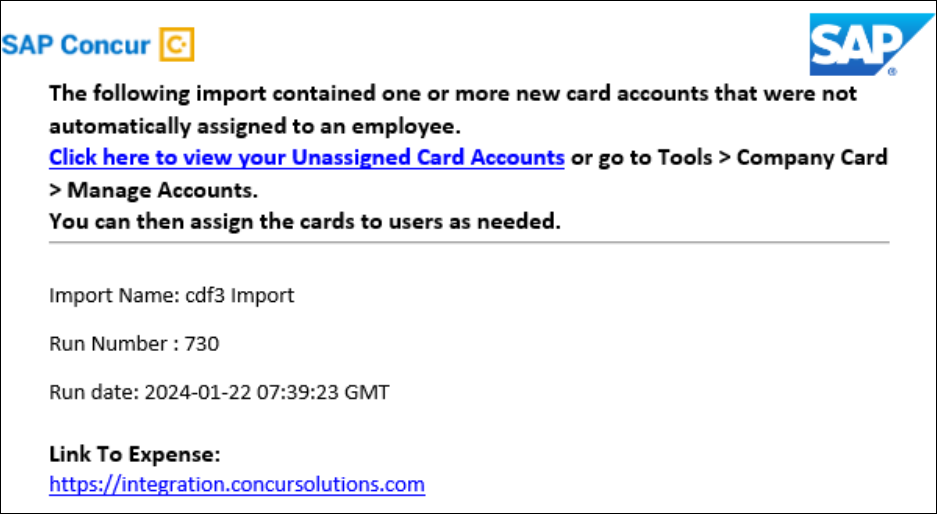 SAP Concur C.
SAP®
The following import contained one or more new card accounts that were not
automatically assigned to an employee.
Click here to view your Unassigned Card Accounts or go to Tools > Company Card
> Manage Accounts.
You can then assign the cards to users as needed.
Import Name: cdf3 Import
Run Number : 730
Run date: 2024-01-22 07:39:23 GMT
Link To Expense:
https://integration.concursolutions.com